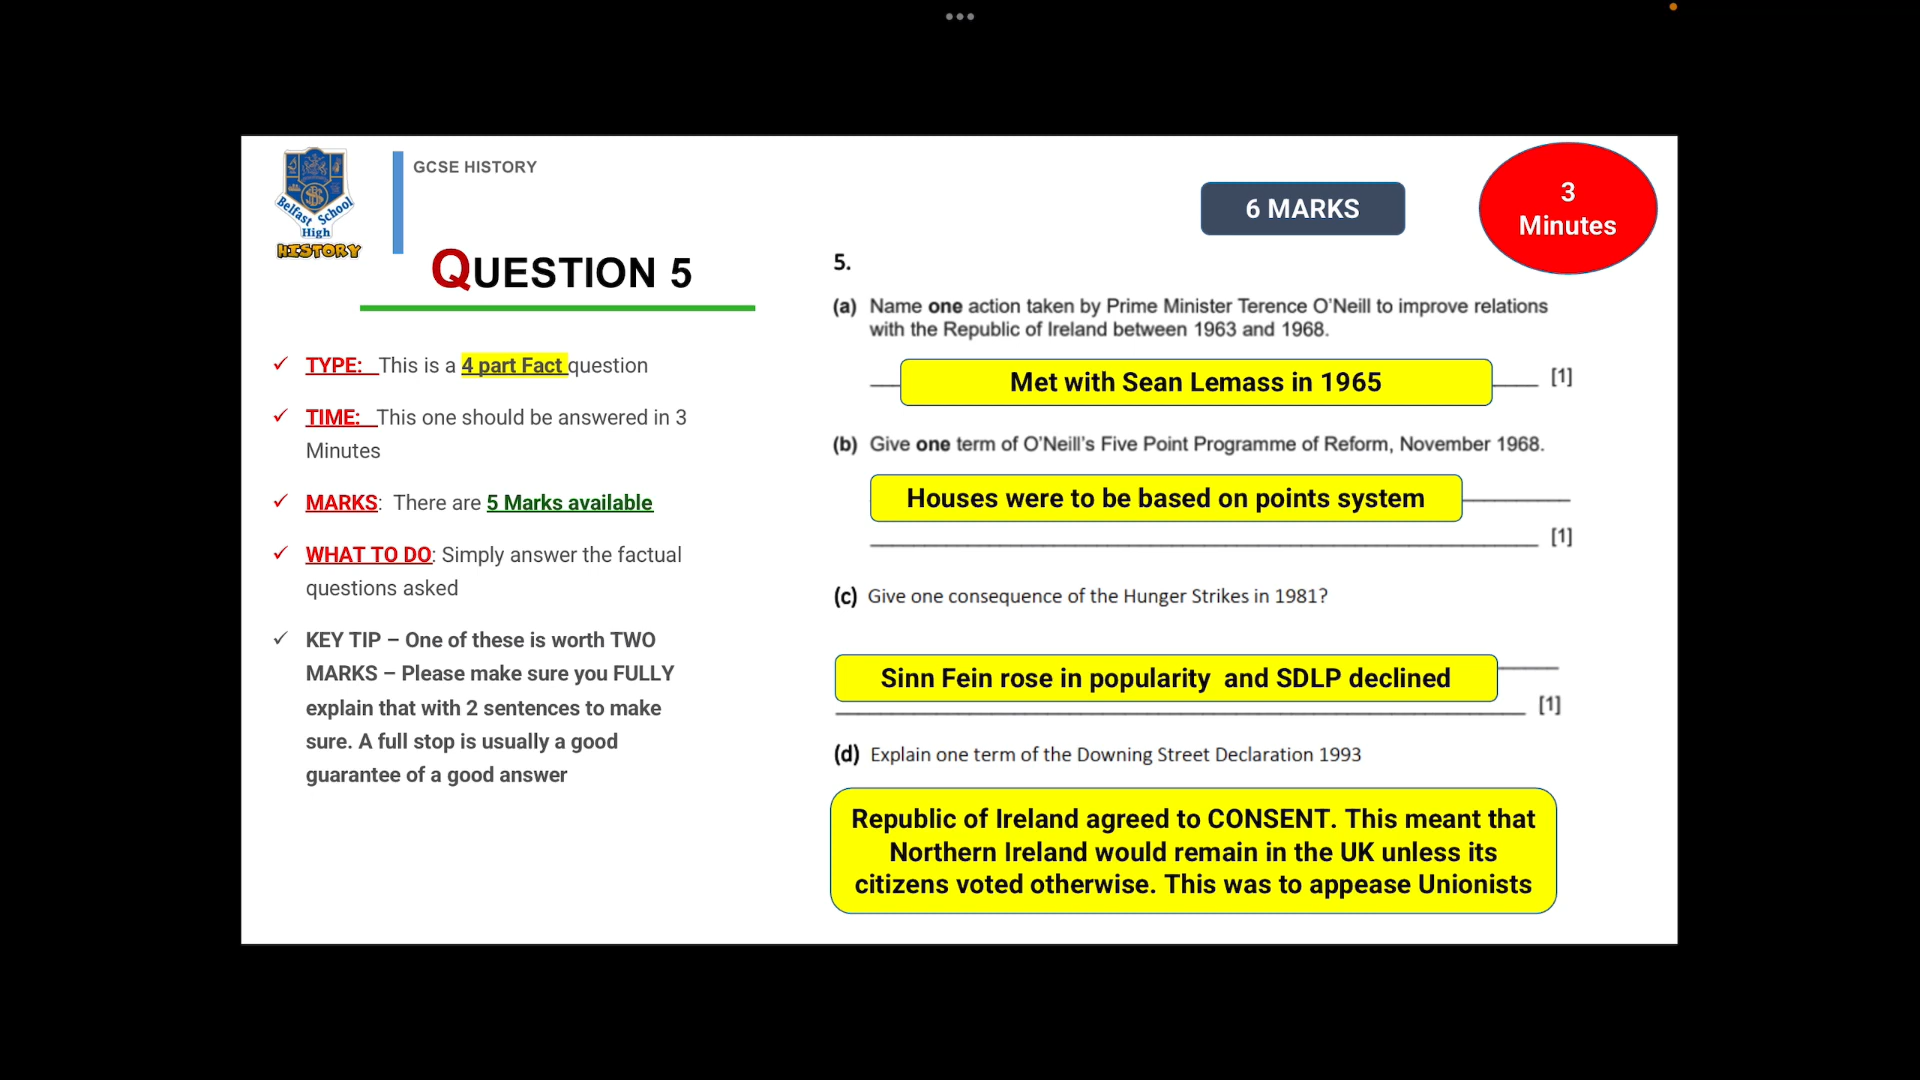 Belfast School
High
HISTORY
GCSE HISTORY
QUESTION 5
✓ TYPE: This is a 4 part Fact question
✓ TIME: This one should be answered in 3
Minutes
✓ MARKS: There are 5 Marks available
✓ WHAT TO DO: Simply answer the factual
questions asked
✓ KEY TIP – One of these is worth TWO
MARKS – Please make sure you FULLY
explain that with 2 sentences to make
sure. A full stop is usually a good
guarantee of a good answer
6 MARKS
3
Minutes
5.
(a) Name one action taken by Prime Minister Terence O'Neill to improve relations
with the Republic of Ireland between 1963 and 1968.
Met with Sean Lemass in 1965 [1]
(b) Give one term of O'Neill's Five Point Programme of Reform, November 1968.
Houses were to be based on points system
[1]
(c) Give one consequence of the Hunger Strikes in 1981?
Sinn Fein rose in popularity and SDLP declined
[1]
(d) Explain one term of the Downing Street Declaration 1993
Republic of Ireland agreed to CONSENT. This meant that
Northern Ireland would remain in the UK unless its
citizens voted otherwise. This was to appease Unionists